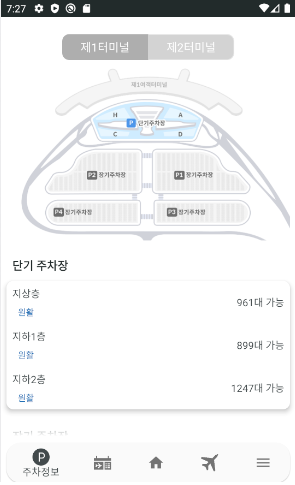 7:27
제1터미널 제2터미널
제1여객터미널
H A
P 단기주차장
C D
P2 장기주차장 P1 장기주차장
P4 장기주차장 P3 장기주차장
단기 주차장
지상층
961대 가능
원활
지하1층
899대 가능
원활
지하2층
1247대 가능
원활
P
주차정보